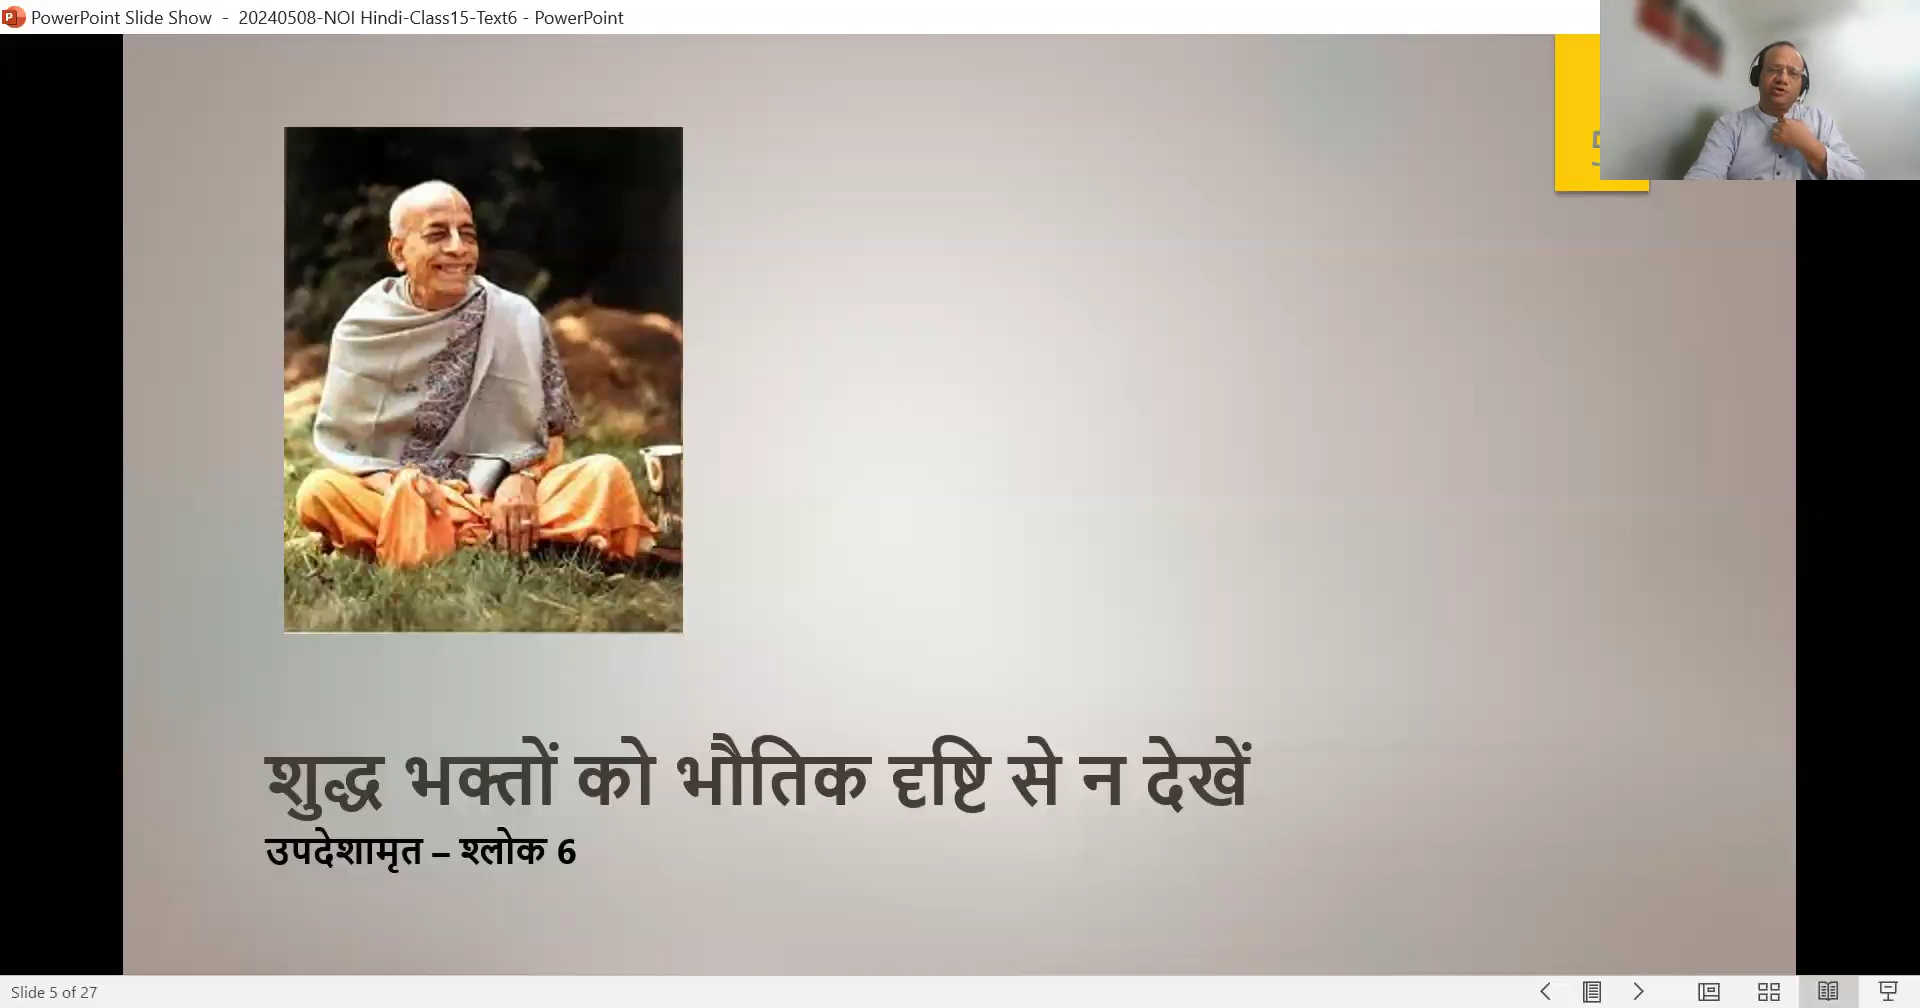 PowerPoint Slide Show - 20240508-NOI Hindi-Class15-Text6 - PowerPoint
शुद्ध भक्तों को भौतिक दृष्टि से न देखें
उपदेशामृत – श्लोक 6
Slide 5 of 27